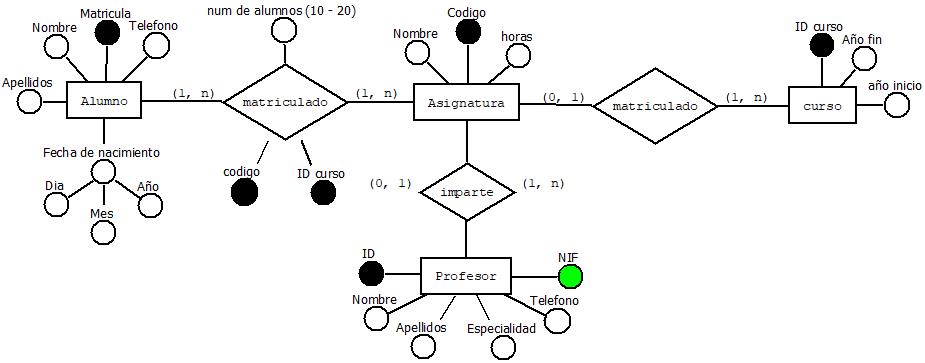 num de alumnos (10 - 20)
Matricula
Nombre
Telefono
Apellidos
Alumno
(1, n)
matriculado
(1, n)
Codigo
Nombre
horas
Asignatura
(0, 1)
matriculado
(1, n)
ID curso
Año fin
año inicio
curso
Fecha de nacimiento
Dia
Mes
Año
codigo
ID curso
(0, 1)
imparte
(1, n)
ID
NIF
Profesor
Nombre
Apellidos
Especialidad
Telefono